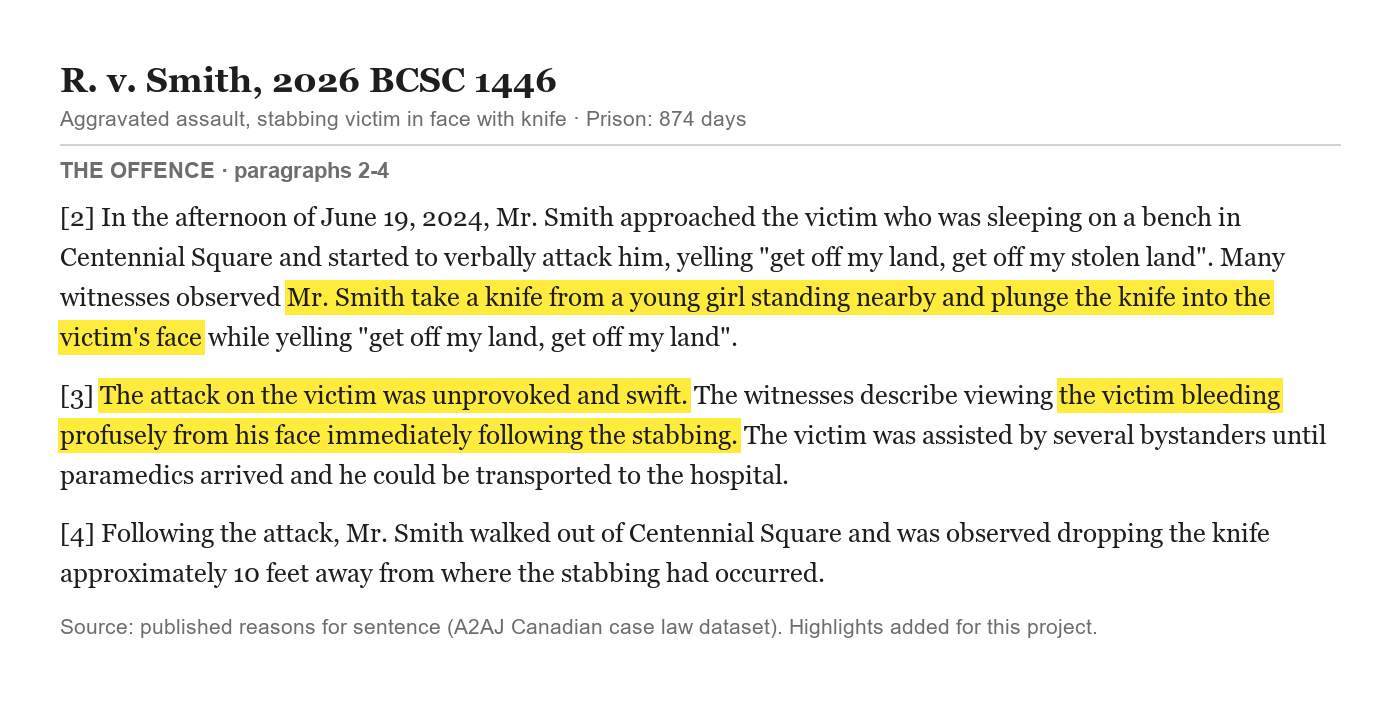 R. v. Smith, 2026 BCSC 1446
Aggravated assault, stabbing victim in face with knife · Prison: 874 days
THE OFFENCE · paragraphs 2-4
[2] In the afternoon of June 19, 2024, Mr. Smith approached the victim who was sleeping on a bench in
Centennial Square and started to verbally attack him, yelling "get off my land, get off my stolen land". Many
witnesses observed Mr. Smith take a knife from a young girl standing nearby and plunge the knife into the
victim's face while yelling "get off my land, get off my land".
[3] The attack on the victim was unprovoked and swift. The witnesses describe viewing the victim bleeding
profusely from his face immediately following the stabbing. The victim was assisted by several bystanders until
paramedics arrived and he could be transported to the hospital.
[4] Following the attack, Mr. Smith walked out of Centennial Square and was observed dropping the knife
approximately 10 feet away from where the stabbing had occurred.
Source: published reasons for sentence (A2AJ Canadian case law dataset). Highlights added for this project.